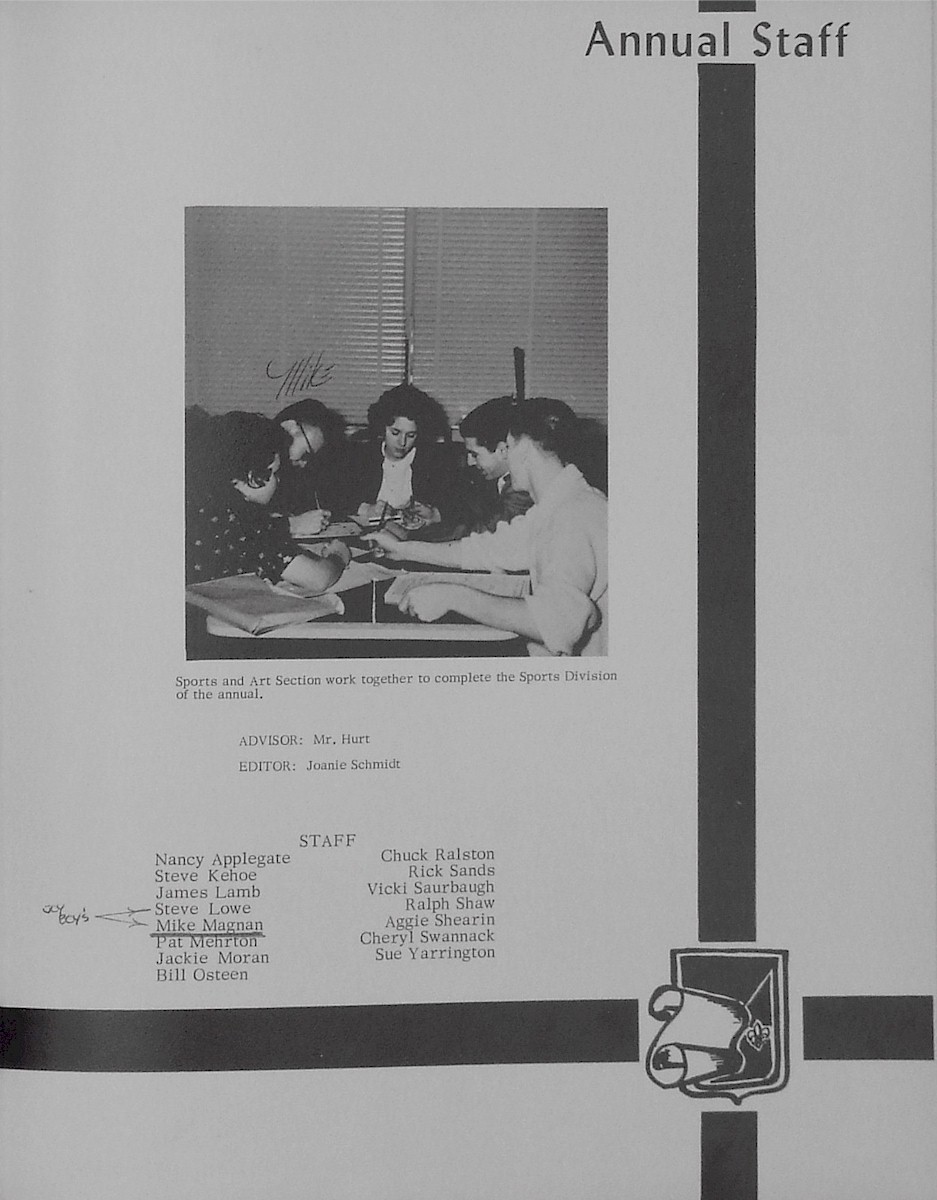 Annual Staff
Mike
Sports and Art Section work together to complete the Sports Division
of the annual.
ADVISOR: Mr. Hurt
EDITOR: Joanie Schmidt
STAFF
Nancy Applegate
Steve Kehoe
James Lamb
Steve Lowe
Mike Magnan
Pat Mehrton
Jackie Moran
Bill Osteen
Chuck Ralston
Rick Sands
Vicki Saurbaugh
Ralph Shaw
Aggie Shearin
Cheryl Swannack
Sue Yarrington
BOY'S